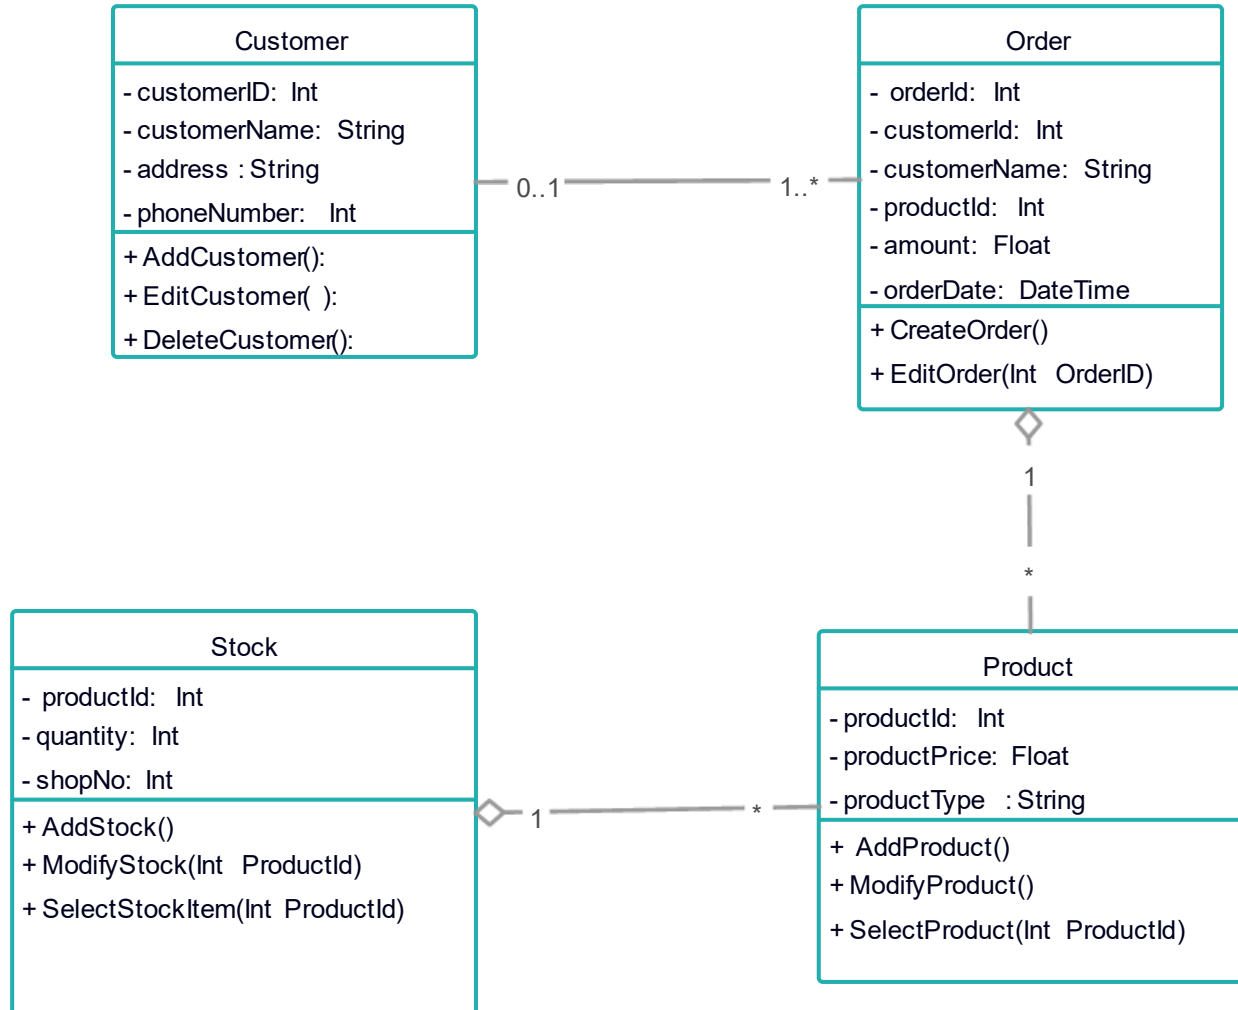 Customer
- customerID: Int
- customerName: String
- address : String
- phoneNumber: Int
+ AddCustomer():
+ EditCustomer( ):
+ DeleteCustomer():
0..1
1..*
Order
- orderId: Int
- customerId: Int
- customerName: String
- productId: Int
- amount: Float
- orderDate: DateTime
+ CreateOrder()
+ EditOrder(Int OrderID)
1
*
Stock
- productId: Int
- quantity: Int
- shopNo: Int
+ AddStock()
+ ModifyStock(Int ProductId)
+ SelectStockItem(Int ProductId)
1
*
Product
- productId: Int
- productPrice: Float
- productType : String
+ AddProduct()
+ ModifyProduct()
+ SelectProduct(Int ProductId)